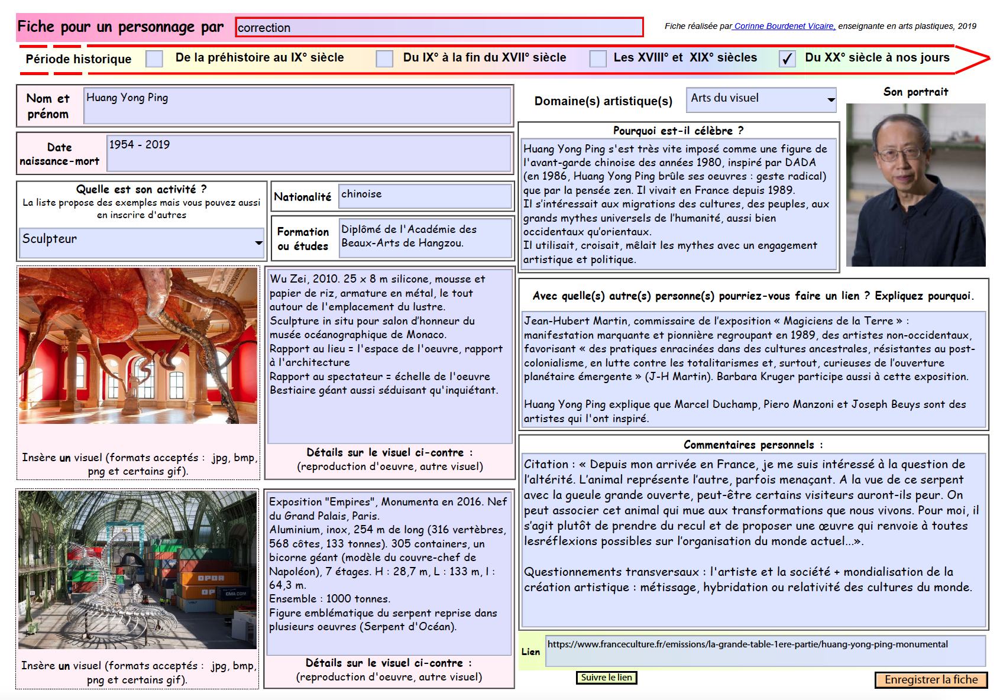 Fiche pour un personnage par
correction
Fiche réalisée par Corinne Bourdenet Vicaire, enseignante en arts plastiques, 2019
Période historique
De la préhistoire au IX° siècle
Du IX° à la fin du XVII° siècle
Les XVIII° et XIX° siècles
✓ Du XX° siècle à nos jours
Nom et
prénom
Huang Yong Ping
Date
naissance-mort
1954 - 2019
Quelle est son activité ?
La liste propose des exemples mais vous pouvez aussi
en inscrire d'autres
Sculpteur
Nationalité
chinoise
Formation
ou études
Diplômé de l'Académie des
Beaux-Arts de Hangzou.
Domaine(s) artistique(s)
Arts du visuel
Son portrait
Pourquoi est-il célèbre ?
Huang Yong Ping s'est très vite imposé comme une figure de
l'avant-garde chinoise des années 1980, inspiré par DADA
(en 1986, Huang Yong Ping brûle ses oeuvres : geste radical)
que par la pensée zen. Il vivait en France depuis 1989.
Il s’intéressait aux migrations des cultures, des peuples, aux
grands mythes universels de l’humanité, aussi bien
occidentaux qu’orientaux.
Il utilisait, croisait, mêlait les mythes avec un engagement
artistique et politique.
Wu Zei, 2010. 25 x 8 m silicone, mousse et
papier de riz, armature en métal, le tout
autour de l'emplacement du lustre.
Sculpture in situ pour salon d’honneur du
musée océanographique de Monaco.
Rapport au lieu = l'espace de l'oeuvre, rapport
à l'architecture
Rapport au spectateur = échelle de l'oeuvre
Bestiaire géant aussi séduisant qu'inquiétant.
Insère un visuel (formats acceptés : jpg, bmp,
png et certains gif).
Détails sur le visuel ci-contre :
(reproduction d'oeuvre, autre visuel)
Avec quelle(s) autre(s) personne(s) pourriez-vous faire un lien ? Expliquez pourquoi.
Jean-Hubert Martin, commissaire de l’exposition « Magiciens de la Terre » :
manifestation marquante et pionnière regroupant en 1989, des artistes non-occidentaux,
favorisant « des pratiques enracinées dans des cultures ancestrales, résistantes au post-
colonialisme, en lutte contre les totalitarismes et, surtout, curieuses de l’ouverture
planétaire émergente » (J-H Martin). Barbara Kruger participe aussi à cette exposition.
Huang Yong Ping explique que Marcel Duchamp, Piero Manzoni et Joseph Beuys sont des
artistes qui l'ont inspiré.
Exposition "Empires", Monumenta en 2016. Nef
du Grand Palais, Paris.
Aluminium, inox, 254 m de long (316 vertèbres,
568 côtes, 133 tonnes). 305 containers, un
bicorne géant (modèle du couvre-chef de
Napoléon), 7 étages. H : 28,7 m, L : 133 m, l :
64,3 m.
Ensemble : 1000 tonnes.
Figure emblématique du serpent reprise dans
plusieurs oeuvres (Serpent d'Océan).
OPDR
OP
CMA CGM
Insère un visuel (formats acceptés : jpg, bmp,
png et certains gif).
Détails sur le visuel ci-contre :
(reproduction d'oeuvre, autre visuel)
Commentaires personnels :
Citation : « Depuis mon arrivée en France, je me suis intéressé à la question de
l’altérité. L’animal représente l’autre, parfois menaçant. A la vue de ce serpent
avec la gueule grande ouverte, peut-être certains visiteurs auront-ils peur. On
peut associer cet animal qui mue aux transformations que nous vivons. Pour moi, il
s’agit plutôt de prendre du recul et de proposer une œuvre qui renvoie à toutes
lesréflexions possibles sur l’organisation du monde actuel...».
Questionnements transversaux : l'artiste et la société + mondialisation de la
création artistique : métissage, hybridation ou relativité des cultures du monde.
Lien
https://www.franceculture.fr/emissions/la-grande-table-1ere-partie/huang-yong-ping-monumental
Suivre le lien
Enregistrer la fiche